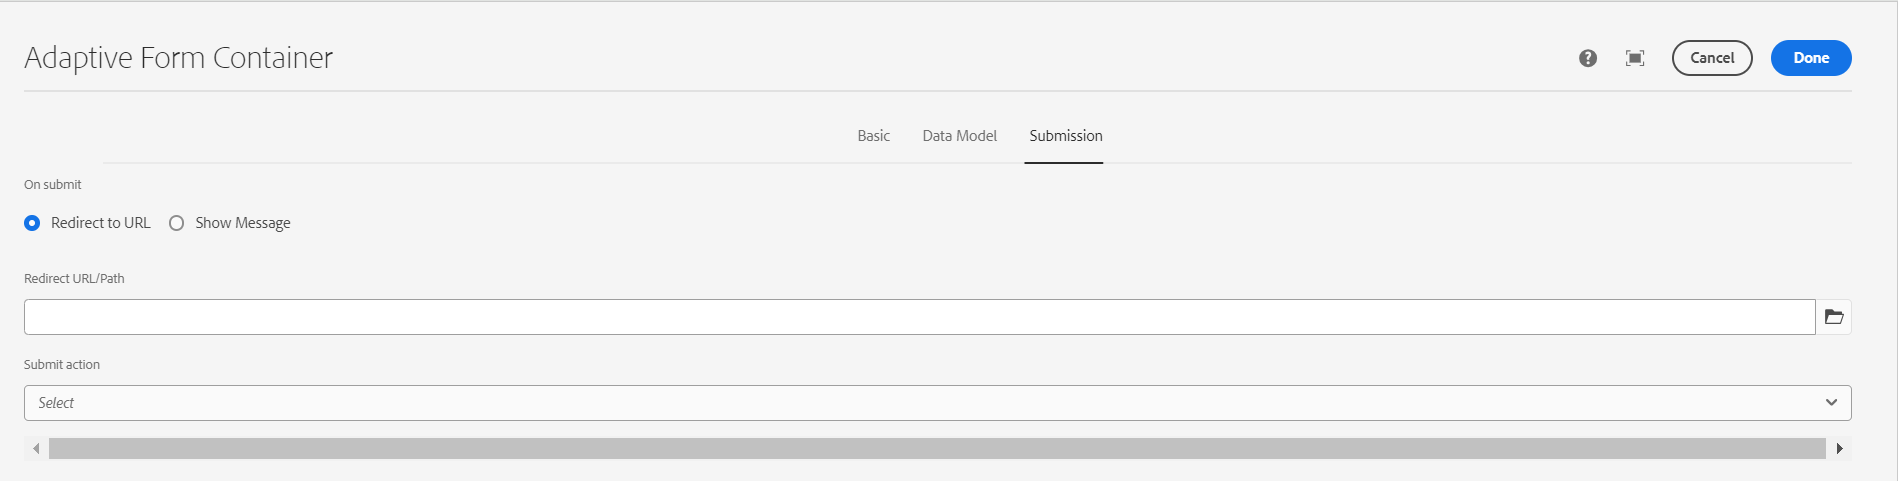 Adaptive Form Container
Cancel
Done
Basic
Data Model
Submission
On submit
Redirect to URL
Show Message
Redirect URL/Path
Submit action
Select